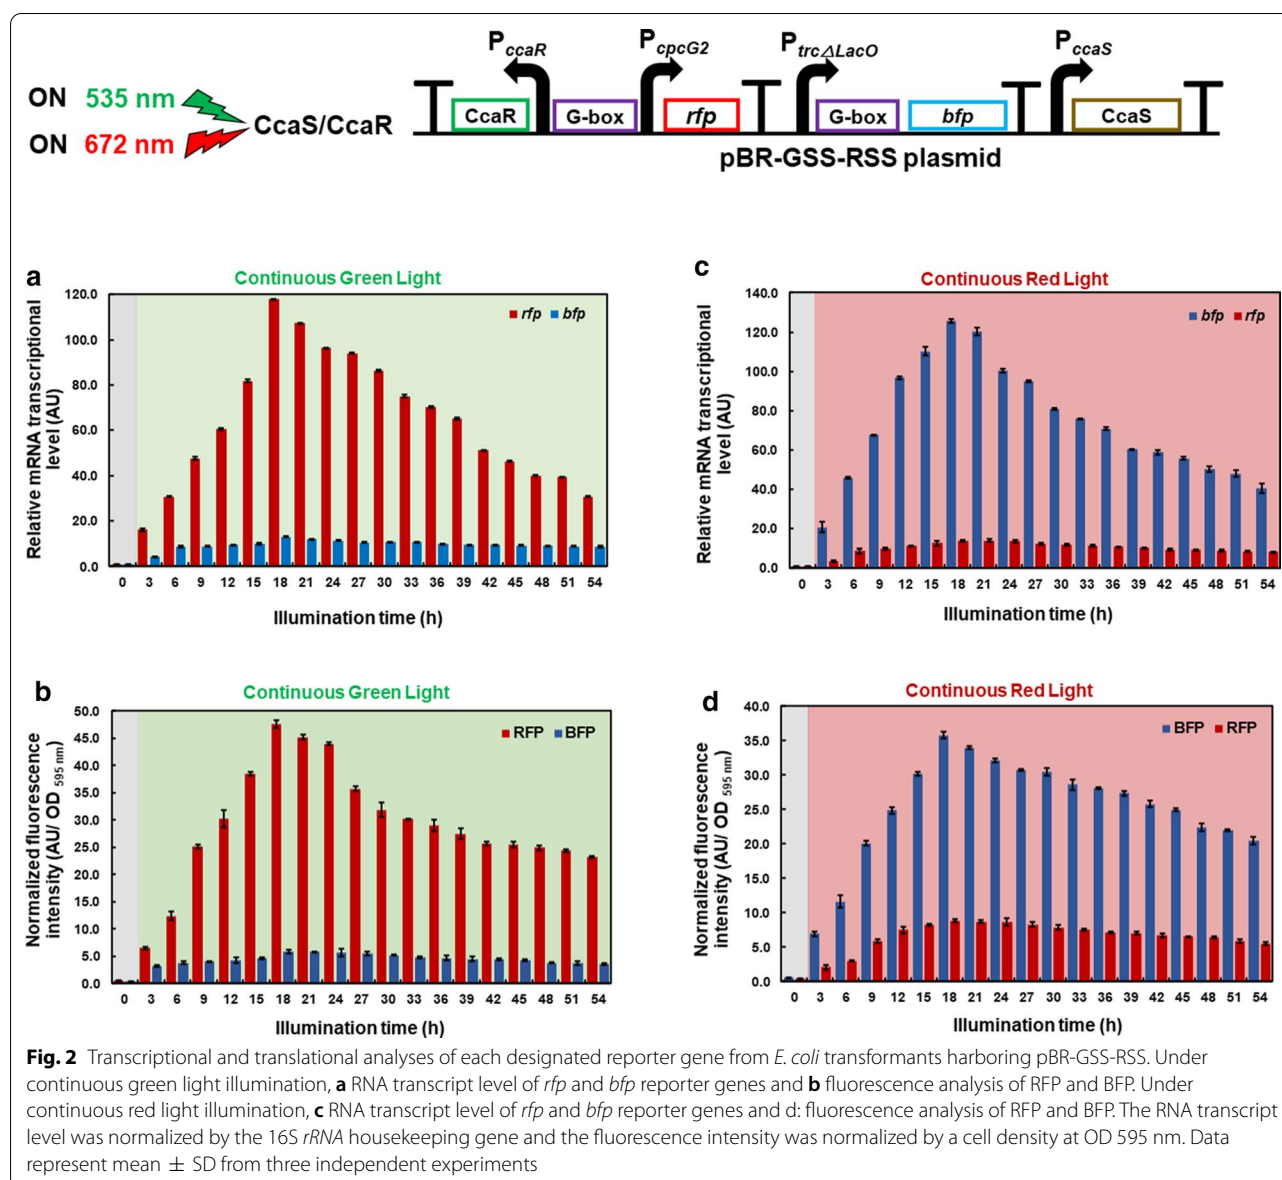 P ccaR
P cpcG2
P trcΔLacO
P ccaS
ON 535 nm
ON 672 nm
CcaS/CcaR
CcaR
G-box
rfp
G-box
bfp
CcaS
pBR-GSS-RSS plasmid
a
Continuous Green Light
Relative mRNA transcriptional
level (AU)
120.0
100.0
80.0
60.0
40.0
20.0
0.0
rfp bfp
0 3 6 9 12 15 18 21 24 27 30 33 36 39 42 45 48 51 54
Illumination time (h)
c
Continuous Red Light
Relative mRNA transcriptional
level (AU)
140.0
120.0
100.0
80.0
60.0
40.0
20.0
0.0
bfp rfp
0 3 6 9 12 15 18 21 24 27 30 33 36 39 42 45 48 51 54
Illumination time (h)
b
Continuous Green Light
Normalized fluorescence
intensity (AU/ OD 595 nm)
50.0
45.0
40.0
35.0
30.0
25.0
20.0
15.0
10.0
5.0
0.0
RFP BFP
0 3 6 9 12 15 18 21 24 27 30 33 36 39 42 45 48 51 54
Illumination time (h)
d
Continuous Red Light
Normalized fluorescence
intensity (AU/ OD 595 nm)
40.0
35.0
30.0
25.0
20.0
15.0
10.0
5.0
0.0
BFP RFP
0 3 6 9 12 15 18 21 24 27 30 33 36 39 42 45 48 51 54
Illumination time (h)
Fig. 2 Transcriptional and translational analyses of each designated reporter gene from E. coli transformants harboring pBR-GSS-RSS. Under
continuous green light illumination, a RNA transcript level of rfp and bfp reporter genes and b fluorescence analysis of RFP and BFP. Under
continuous red light illumination, c RNA transcript level of rfp and bfp reporter genes and d: fluorescence analysis of RFP and BFP. The RNA transcript
level was normalized by the 16S rRNA housekeeping gene and the fluorescence intensity was normalized by a cell density at OD 595 nm. Data
represent mean ± SD from three independent experiments